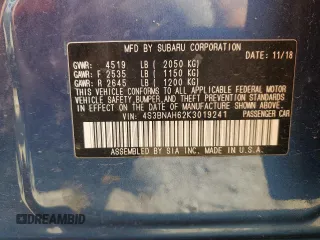 MFD BY SUBARU CORPORATION
GVWR: 4519 LB ( 2050 KG) DATE: 11/18
GAWR: F 2535 LB ( 1150 KG)
GAWR: R 2645 LB ( 1200 KG)
THIS VEHICLE CONFORMS TO ALL APPLICABLE FEDERAL MOTOR
VEHICLE SAFETY, BUMPER, AND THEFT PREVENTION STANDARDS
IN EFFECT ON THE DATE OF MANUFACTURE SHOWN ABOVE.
VIN: 4S3BNAH62K3019241 PASSENGER CAR
ASSEMBLED BY SIA INC. MADE IN U.S.A.
DREAMBID